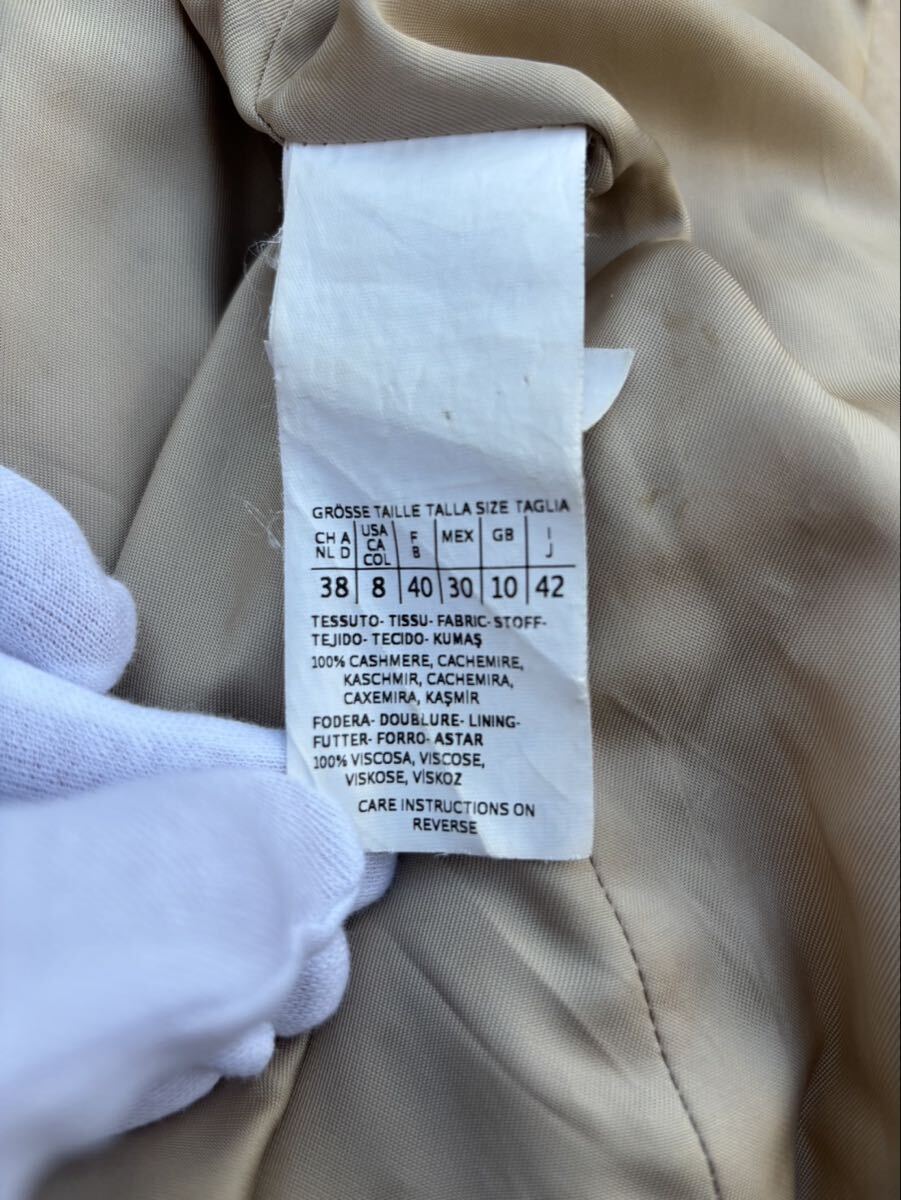 GRÖSSE TAILLE TALLA SIZE TAGLIA
CH A NL D USA CA COL F B MEX GB I J
38 8 40 30 10 42
TESSUTO- TISSU- FABRIC- STOFF-
TEJIDO- TECIDO- KUMAŞ
100% CASHMERE, CACHEMIRE,
KASCHMIR, CACHEMIRA,
CAXEMIRA, KAŞMİR
FODERA- DOUBLURE- LINING-
FUTTER- FORRO- ASTAR
100% VISCOSA, VISCOSE,
VISKOSE, VİSKOZ
CARE INSTRUCTIONS ON
REVERSE